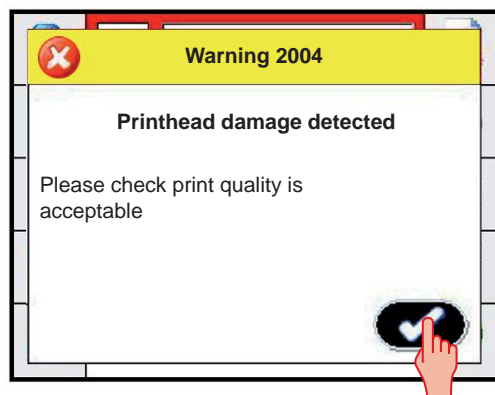 Warning 2004
Printhead damage detected
Please check print quality is
acceptable